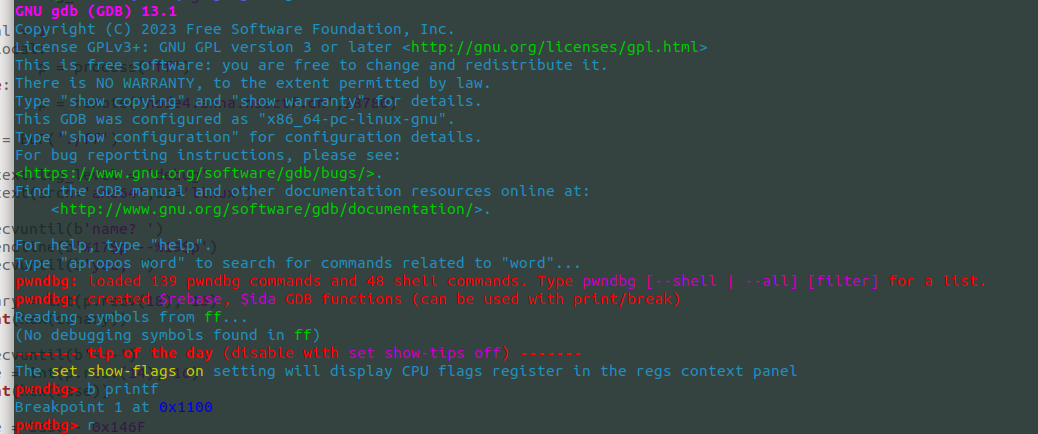 GNU gdb (GDB) 13.1
Copyright (C) 2023 Free Software Foundation, Inc.
License GPLv3+: GNU GPL version 3 or later <http://gnu.org/licenses/gpl.html>
This is free software: you are free to change and redistribute it.
There is NO WARRANTY, to the extent permitted by law.
Type "show copying" and "show warranty" for details.
This GDB was configured as "x86_64-pc-linux-gnu".
Type "show configuration" for configuration details.
For bug reporting instructions, please see:
<https://www.gnu.org/software/gdb/bugs/>.
Find the GDB manual and other documentation resources online at:
    <http://www.gnu.org/software/gdb/documentation/>.
ecvuntil(b'name? ')
For help, type "help".
Type "apropos word" to search for commands related to "word"...
pwndbg: loaded 139 pwndbg commands and 48 shell commands. Type pwndbg [--shell | --all] [filter] for a list.
pwndbg: created $rebase, $ida GDB functions (can be used with print/break)
Reading symbols from ff...
(No debugging symbols found in ff)
------- tip of the day (disable with set show-tips off) -------
The set show-flags on setting will display CPU flags register in the regs context panel
pwndbg> b printf
Breakpoint 1 at 0x1100
pwndbg> r
0x146F